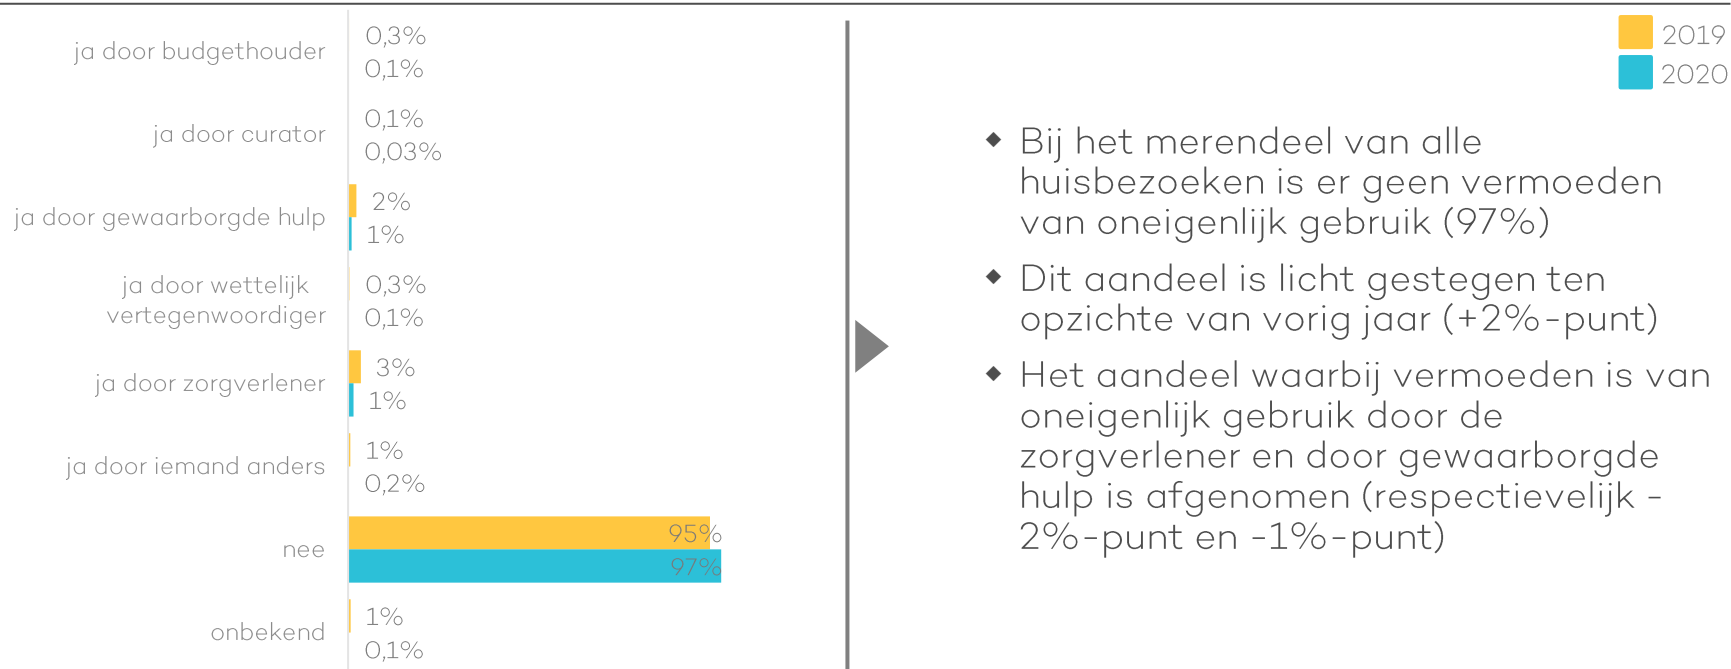 ja door budgethouder
0,3%
0,1%
ja door curator
0,1%
0,03%
ja door gewaarborgde hulp
2%
1%
ja door wettelijk
vertegenwoordiger
0,3%
0,1%
ja door zorgverlener
3%
1%
ja door iemand anders
1%
0,2%
nee
95%
97%
onbekend
1%
0,1%
2019
2020
◆ Bij het merendeel van alle
huisbezoeken is er geen vermoeden
van oneigenlijk gebruik (97%)
◆ Dit aandeel is licht gestegen ten
opzichte van vorig jaar (+2%-punt)
◆ Het aandeel waarbij vermoeden is van
oneigenlijk gebruik door de
zorgverlener en door gewaarborgde
hulp is afgenomen (respectievelijk -
2%-punt en -1%-punt)